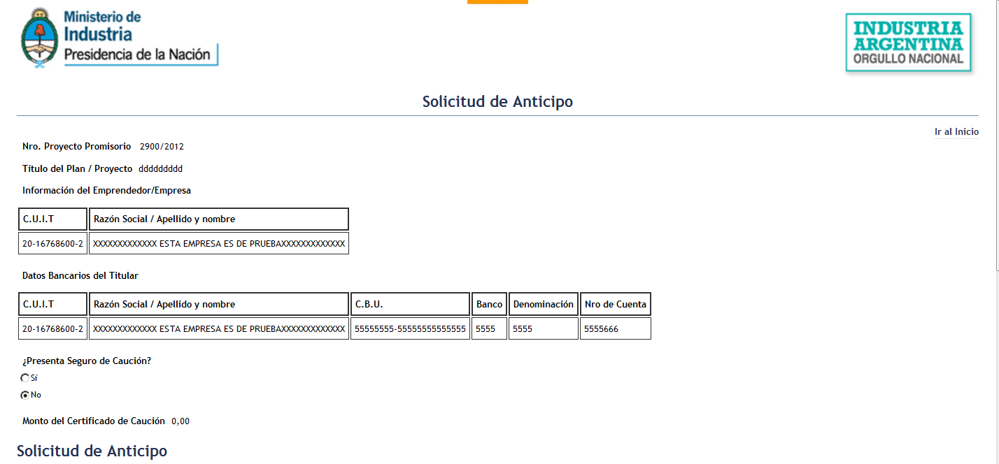 Ministerio de
Industria
Presidencia de la Nación
INDUSTRIA
ARGENTINA
ORGULLO NACIONAL
Solicitud de Anticipo
Ir al Inicio
Nro. Proyecto Promisorio 2900/2012
Título del Plan / Proyecto ddddddddd
Información del Emprendedor/Empresa
C.U.I.T Razón Social / Apellido y nombre
20-16768600-2 XXXXXXXXXXXXX ESTA EMPRESA ES DE PRUEBAXXXXXXXXXXXXX
Datos Bancarios del Titular
C.U.I.T Razón Social / Apellido y nombre C.B.U. Banco Denominación Nro de Cuenta
20-16768600-2 XXXXXXXXXXXXX ESTA EMPRESA ES DE PRUEBAXXXXXXXXXXXXX 55555555-55555555555555 5555 5555 5555666
¿Presenta Seguro de Caución?
Sí
No
Monto del Certificado de Caución 0,00
Solicitud de Anticipo